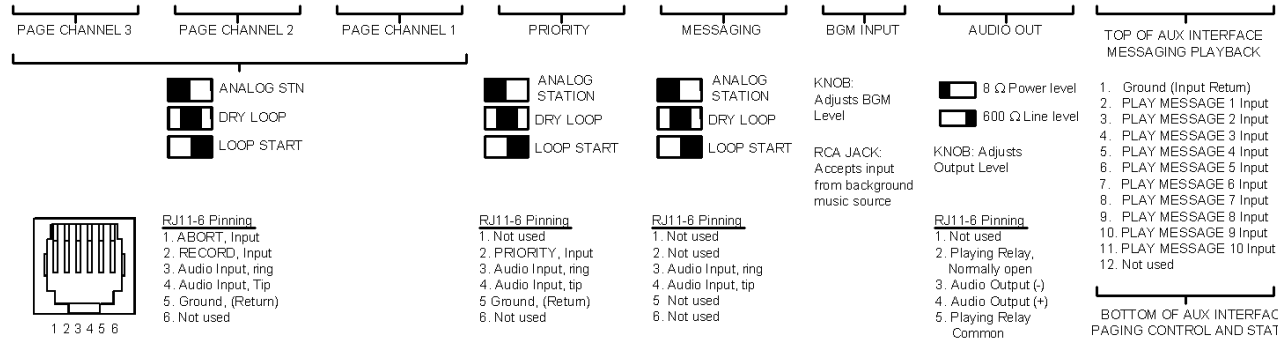 PAGE CHANNEL 3
PAGE CHANNEL 2
PAGE CHANNEL 1
PRIORITY
MESSAGING
BGM INPUT
AUDIO OUT
TOP OF AUX INTERFACE
MESSAGING PLAYBACK
ANALOG STN
DRY LOOP
LOOP START
ANALOG
STATION
DRY LOOP
LOOP START
ANALOG
STATION
DRY LOOP
LOOP START
KNOB:
Adjusts BGM
Level
RCA JACK:
Accepts input
from background
music source
8 Ω Power level
600 Ω Line level
KNOB: Adjusts
Output Level
1. Ground (Input Return)
2. PLAY MESSAGE 1 Input
3. PLAY MESSAGE 2 Input
4. PLAY MESSAGE 3 Input
5. PLAY MESSAGE 4 Input
6. PLAY MESSAGE 5 Input
7. PLAY MESSAGE 6 Input
8. PLAY MESSAGE 7 Input
9. PLAY MESSAGE 8 Input
10. PLAY MESSAGE 9 Input
11. PLAY MESSAGE 10 Input
12. Not used
1 2 3 4 5 6
RJ11-6 Pinning
1. ABORT, Input
2. RECORD, Input
3. Audio Input, ring
4. Audio Input, Tip
5. Ground, (Return)
6. Not used
RJ11-6 Pinning
1. Not used
2. PRIORITY, Input
3. Audio Input, ring
4. Audio Input, tip
5 Ground, (Return)
6. Not used
RJ11-6 Pinning
1. Not used
2. Not used
3. Audio Input, ring
4. Audio Input, tip
5 Not used
6. Not used
RJ11-6 Pinning
1. Not used
2. Playing Relay,
Normally open
3. Audio Output (-)
4. Audio Output (+)
5. Playing Relay
Common
BOTTOM OF AUX INTERFAC
PAGING CONTROL AND STAT